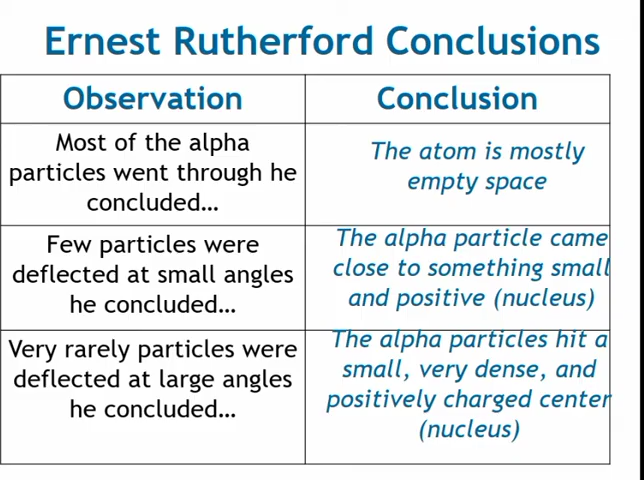 Ernest Rutherford Conclusions
Observation
Conclusion
Most of the alpha
particles went through he
concluded…
The atom is mostly
empty space
Few particles were
deflected at small angles
he concluded…
The alpha particle came
close to something small
and positive (nucleus)
Very rarely particles were
deflected at large angles
he concluded…
The alpha particles hit a
small, very dense, and
positively charged center
(nucleus)